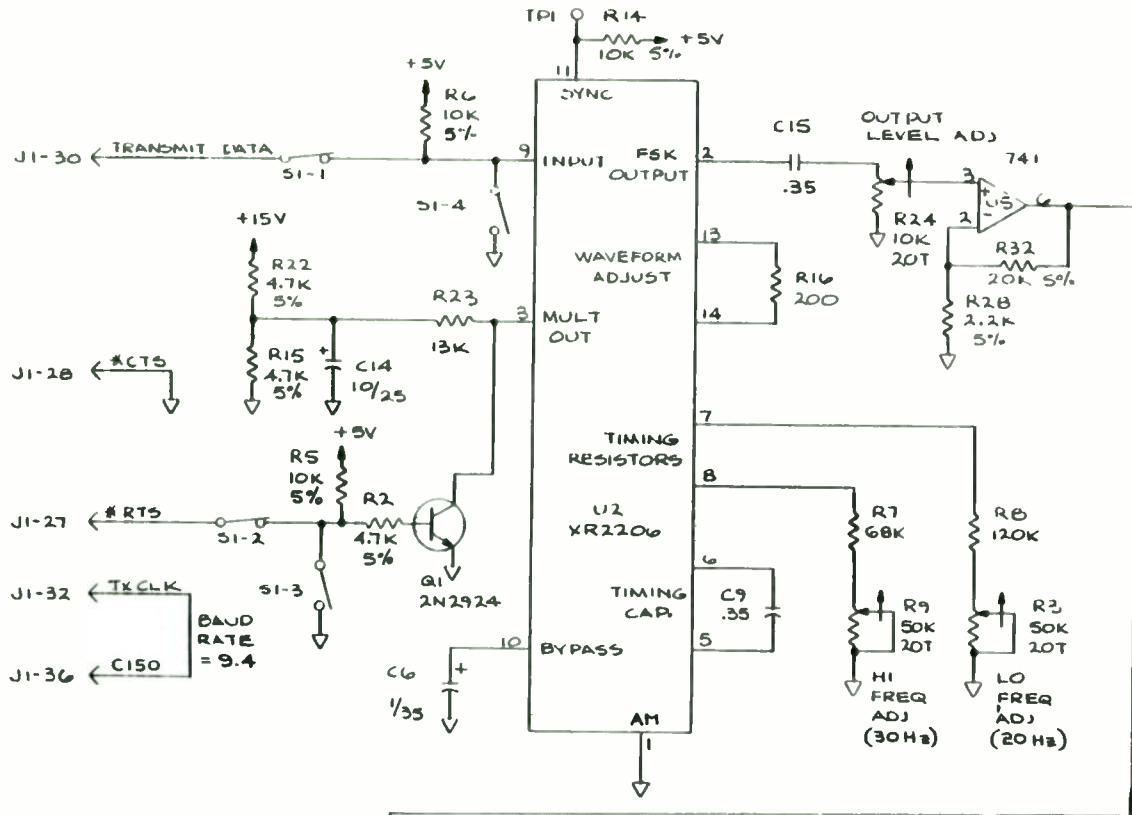 TP1
R14
10K 5%
+5V
11
SYNC
+5V
R6
10K
5%
J1-30
TRANSMIT DATA
S1-1
9
INPUT
S1-4
FSK
OUTPUT
2
C15
.35
OUTPUT
LEVEL ADJ
741
3
+
U5
6
2
-
R24
10K
20T
R32
20K 5%
R28
2.2K
5%
+15V
R22
4.7K
5%
R23
13K
3
MULT
OUT
WAVEFORM
ADJUST
13
R16
200
14
R15
4.7K
5%
+
C14
10/25
J1-28
*CTS
+5V
R5
10K
5%
R2
4.7K
5%
J1-27
*RTS
S1-2
S1-3
Q1
2N2924
TIMING
RESISTORS
7
8
U2
XR2206
R7
68K
R8
120K
J1-32
TXCLK
BAUD
RATE
= 9.4
J1-36
C150
6
TIMING
CAP.
C9
.35
5
R9
50K
20T
R3
50K
20T
10
BYPASS
C6
1/35
+
HI
FREQ
ADJ
(30Hz)
LO
FREQ
ADJ
(20Hz)
AM
1